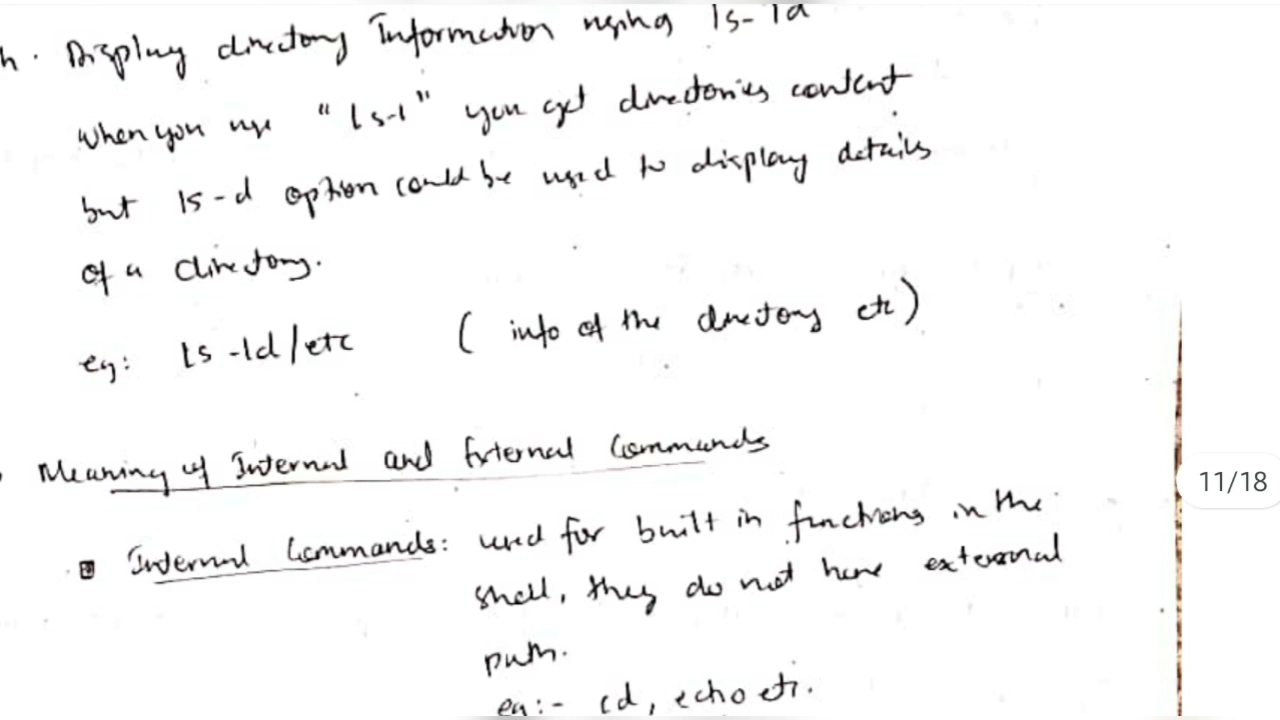 h. Display directory Information using ls-ld
when you use "ls-l" you get directories content
but ls -d option could be used to display details
of a directory.
eg: ls -ld/etc ( info of the directory etc)
Meaning of Internal and External Commands
Internal Commands: used for built in functions in the
shell, they do not have external
path.
eg:- cd, echo etc.
11/18